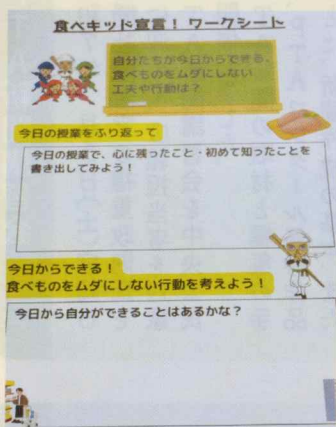 食べキッド宣言！ワークシート
自分たちが今日からできる、
食べものをムダにしない
工夫や行動は？
今日の授業をふり返って
今日の授業で、心に残ったこと・初めて知ったことを
書き出してみよう！
今日からできる！
食べものをムダにしない行動を考えよう！
今日から自分ができることはあるかな？